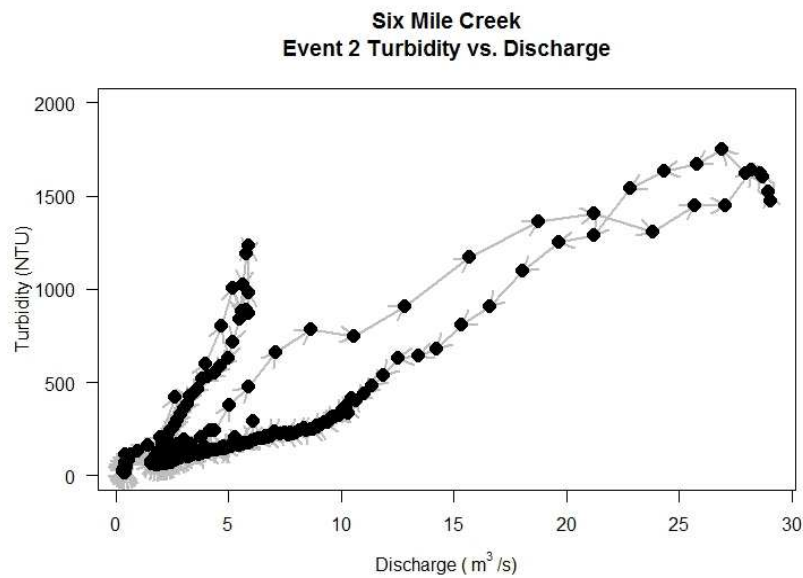 Six Mile Creek
Event 2 Turbidity vs. Discharge
2000
1500
1000
500
0
Turbidity (NTU)
0 5 10 15 20 25 30
Discharge ( m³ /s)